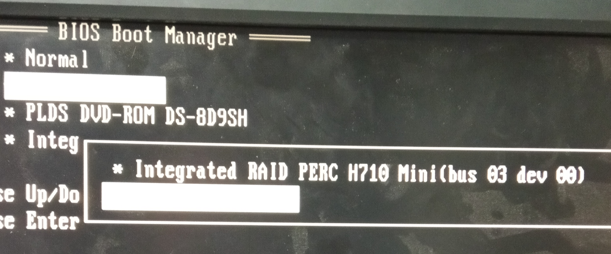 BIOS Boot Manager
* Normal
* PLDS DVD-ROM DS-8D9SH
* Integ
* Integrated RAID PERC H710 Mini(bus 03 dev 00)
se Up/Do
se Enter